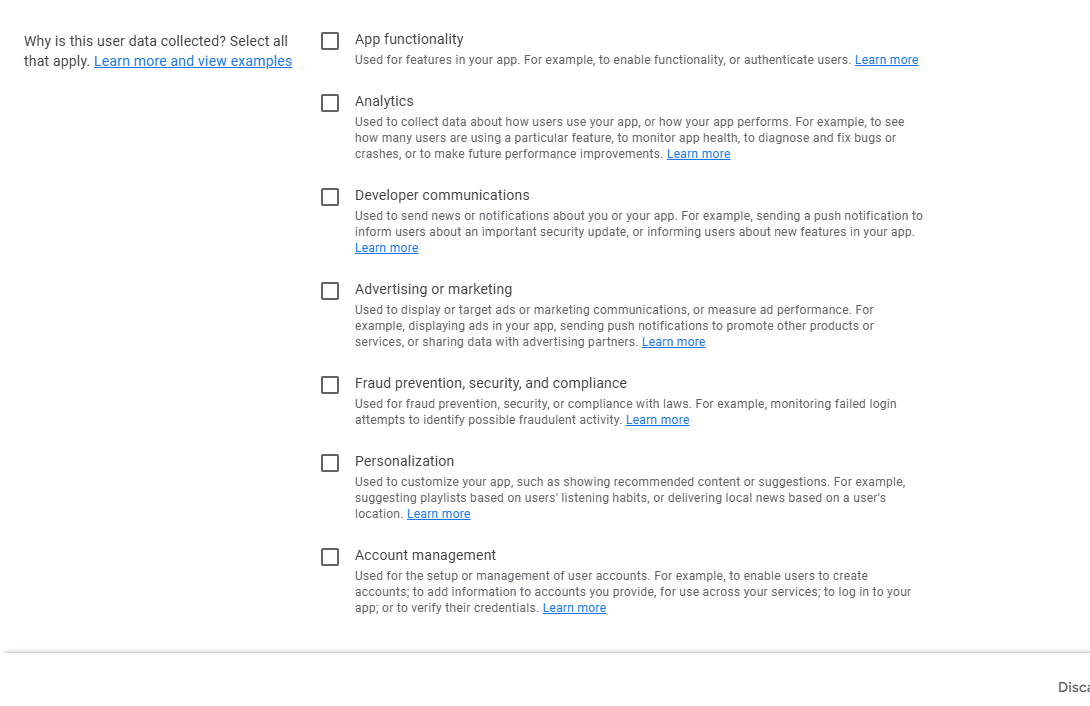 Why is this user data collected? Select all
that apply. Learn more and view examples
App functionality
Used for features in your app. For example, to enable functionality, or authenticate users. Learn more
Analytics
Used to collect data about how users use your app, or how your app performs. For example, to see
how many users are using a particular feature, to monitor app health, to diagnose and fix bugs or
crashes, or to make future performance improvements. Learn more
Developer communications
Used to send news or notifications about you or your app. For example, sending a push notification to
inform users about an important security update, or informing users about new features in your app.
Learn more
Advertising or marketing
Used to display or target ads or marketing communications, or measure ad performance. For
example, displaying ads in your app, sending push notifications to promote other products or
services, or sharing data with advertising partners. Learn more
Fraud prevention, security, and compliance
Used for fraud prevention, security, or compliance with laws. For example, monitoring failed login
attempts to identify possible fraudulent activity. Learn more
Personalization
Used to customize your app, such as showing recommended content or suggestions. For example,
suggesting playlists based on users' listening habits, or delivering local news based on a user's
location. Learn more
Account management
Used for the setup or management of user accounts. For example, to enable users to create
accounts; to add information to accounts you provide, for use across your services; to log in to your
app; or to verify their credentials. Learn more
Disca